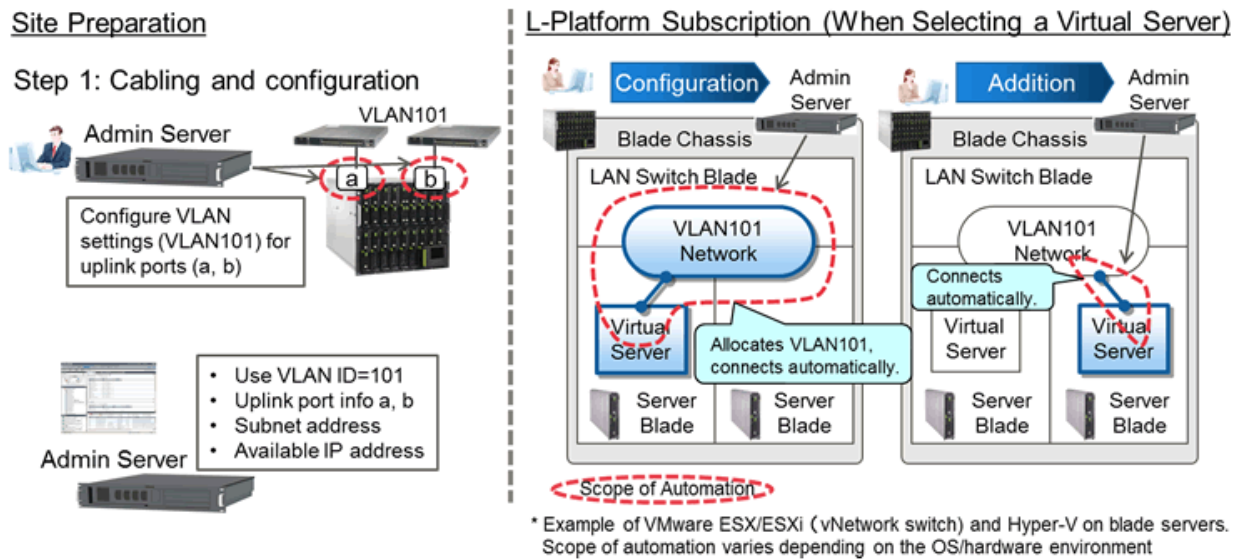 Site Preparation
Step 1: Cabling and configuration
VLAN101
Admin Server
a
b
Configure VLAN
settings (VLAN101) for
uplink ports (a, b)
• Use VLAN ID=101
• Uplink port info a, b
• Subnet address
• Available IP address
Admin Server
L-Platform Subscription (When Selecting a Virtual Server)
Configuration
Admin
Server
Blade Chassis
LAN Switch Blade
VLAN101
Network
Virtual
Server
Allocates VLAN101,
connects automatically.
Server
Blade
Server
Blade
Addition
Admin
Server
Blade Chassis
LAN Switch Blade
VLAN101
Network
Connects
automatically.
Virtual
Server
Virtual
Server
Server
Blade
Server
Blade
Scope of Automation
* Example of VMware ESX/ESXi (vNetwork switch) and Hyper-V on blade servers.
Scope of automation varies depending on the OS/hardware environment